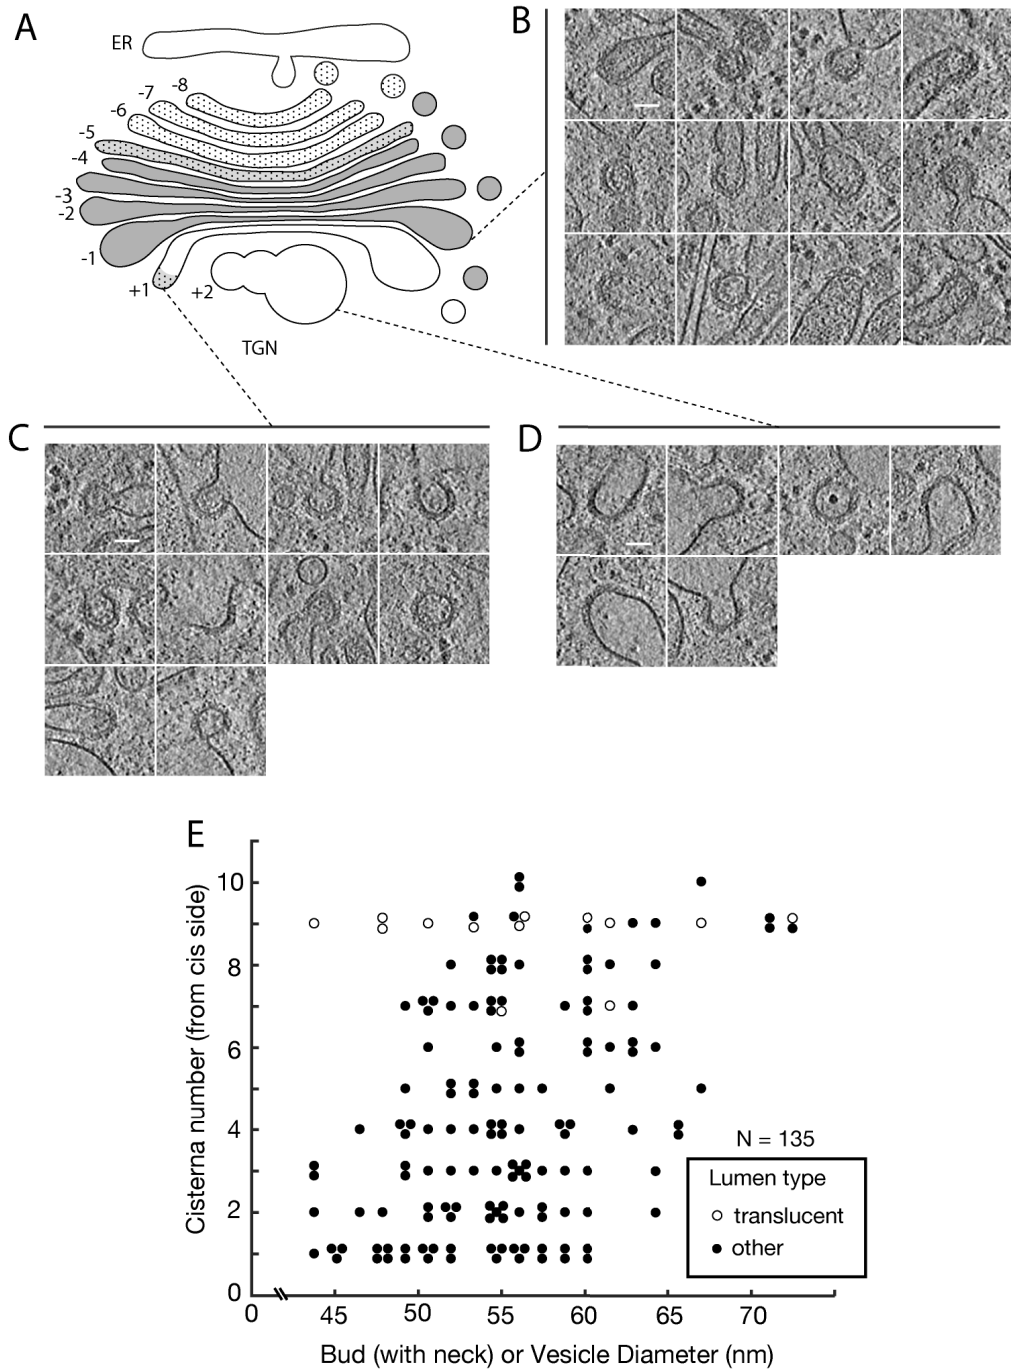 A
ER
-8
-7
-6
-5
-4
-3
-2
-1
+1
+2
TGN
B
C
D
E
Cisterna number (from cis side)
10
8
6
4
2
0
0
45
50
55
60
65
70
Bud (with neck) or Vesicle Diameter (nm)
N = 135
Lumen type
translucent
other